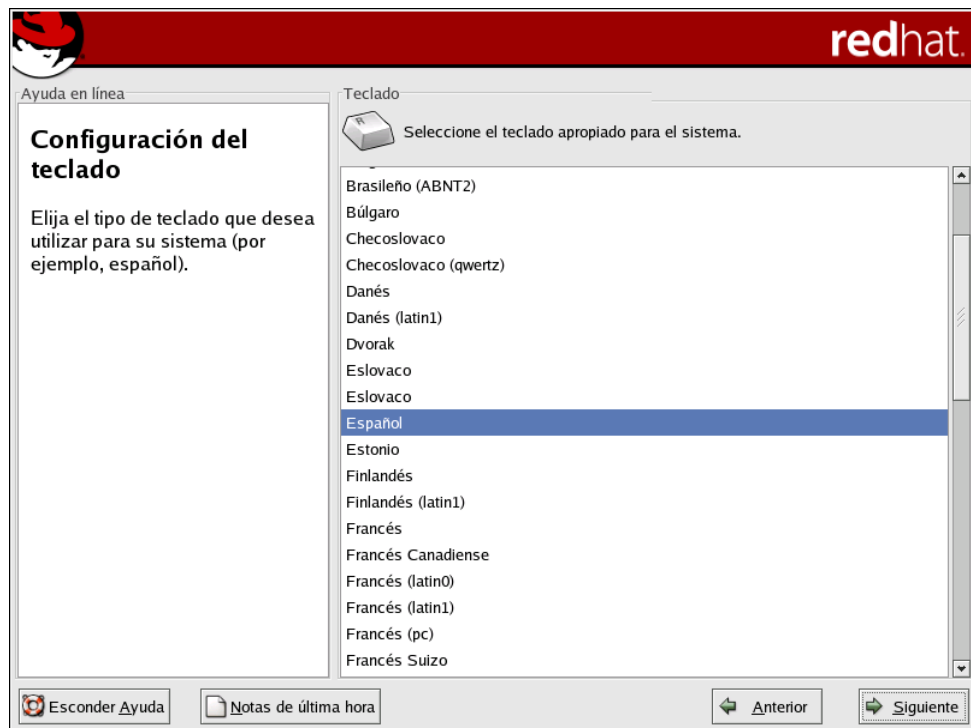 redhat.
Ayuda en línea
Configuración del
teclado
Elija el tipo de teclado que desea
utilizar para su sistema (por
ejemplo, español).
Teclado
R
Seleccione el teclado apropiado para el sistema.
Brasileño (ABNT2)
Búlgaro
Checoslovaco
Checoslovaco (qwertz)
Danés
Danés (latin1)
Dvorak
Eslovaco
Eslovaco
Español
Estonio
Finlandés
Finlandés (latin1)
Francés
Francés Canadiense
Francés (latin0)
Francés (latin1)
Francés (pc)
Francés Suizo
Esconder Ayuda
Notas de última hora
Anterior
Siguiente